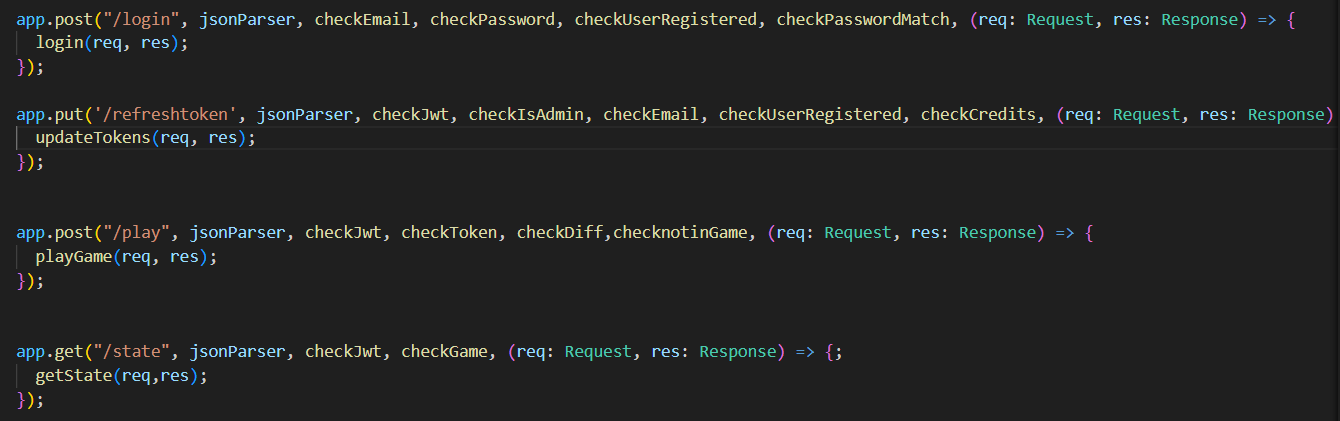 app.post("/login", jsonParser, checkEmail, checkPassword, checkUserRegistered, checkPasswordMatch, (req: Request, res: Response) => {
  login(req, res);
});
app.put('/refreshtoken', jsonParser, checkJwt, checkIsAdmin, checkEmail, checkUserRegistered, checkCredits, (req: Request, res: Response)
  updateTokens(req, res);
});
app.post("/play", jsonParser, checkJwt, checkToken, checkDiff,checknotinGame, (req: Request, res: Response) => {
  playGame(req, res);
});
app.get("/state", jsonParser, checkJwt, checkGame, (req: Request, res: Response) => {;
  getState(req,res);
});